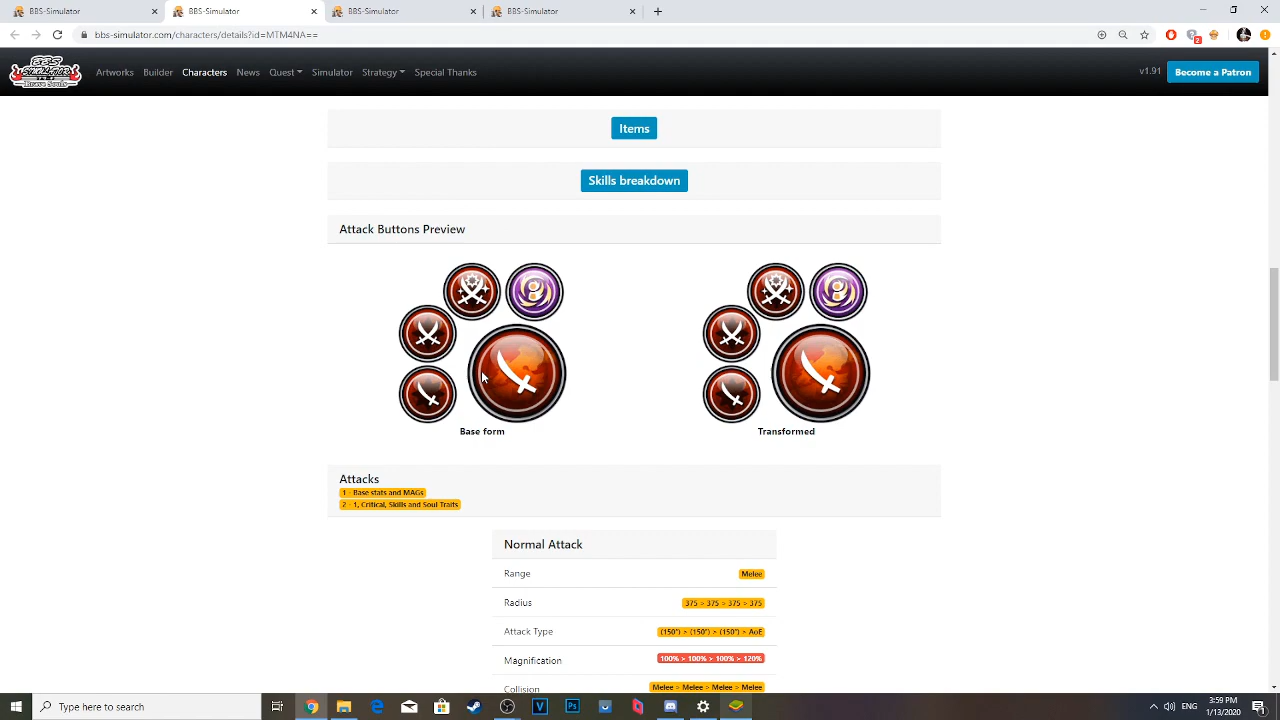 BBS-Simulator
BBS-Simulator
BBS-Simulator
BBS-Simulator
bbs-simulator.com/characters/details?id=MTM4NA==
2
Artworks
Builder
Characters
News
Quest
Simulator
Strategy
Special Thanks
v1.91
Become a Patron
Items
Skills breakdown
Attack Buttons Preview
Base form
Transformed
Attacks
1 : Base stats and MAGs
2 : 1, Critical, Skills and Soul Traits
Normal Attack
Range
Melee
Radius
375 > 375 > 375 > 375
Attack Type
(150°) > (150°) > (150°) > AoE
Magnification
100% > 100% > 100% > 120%
Collision
Melee > Melee > Melee > Melee
Type here to search
3:59 PM
1/13/2020